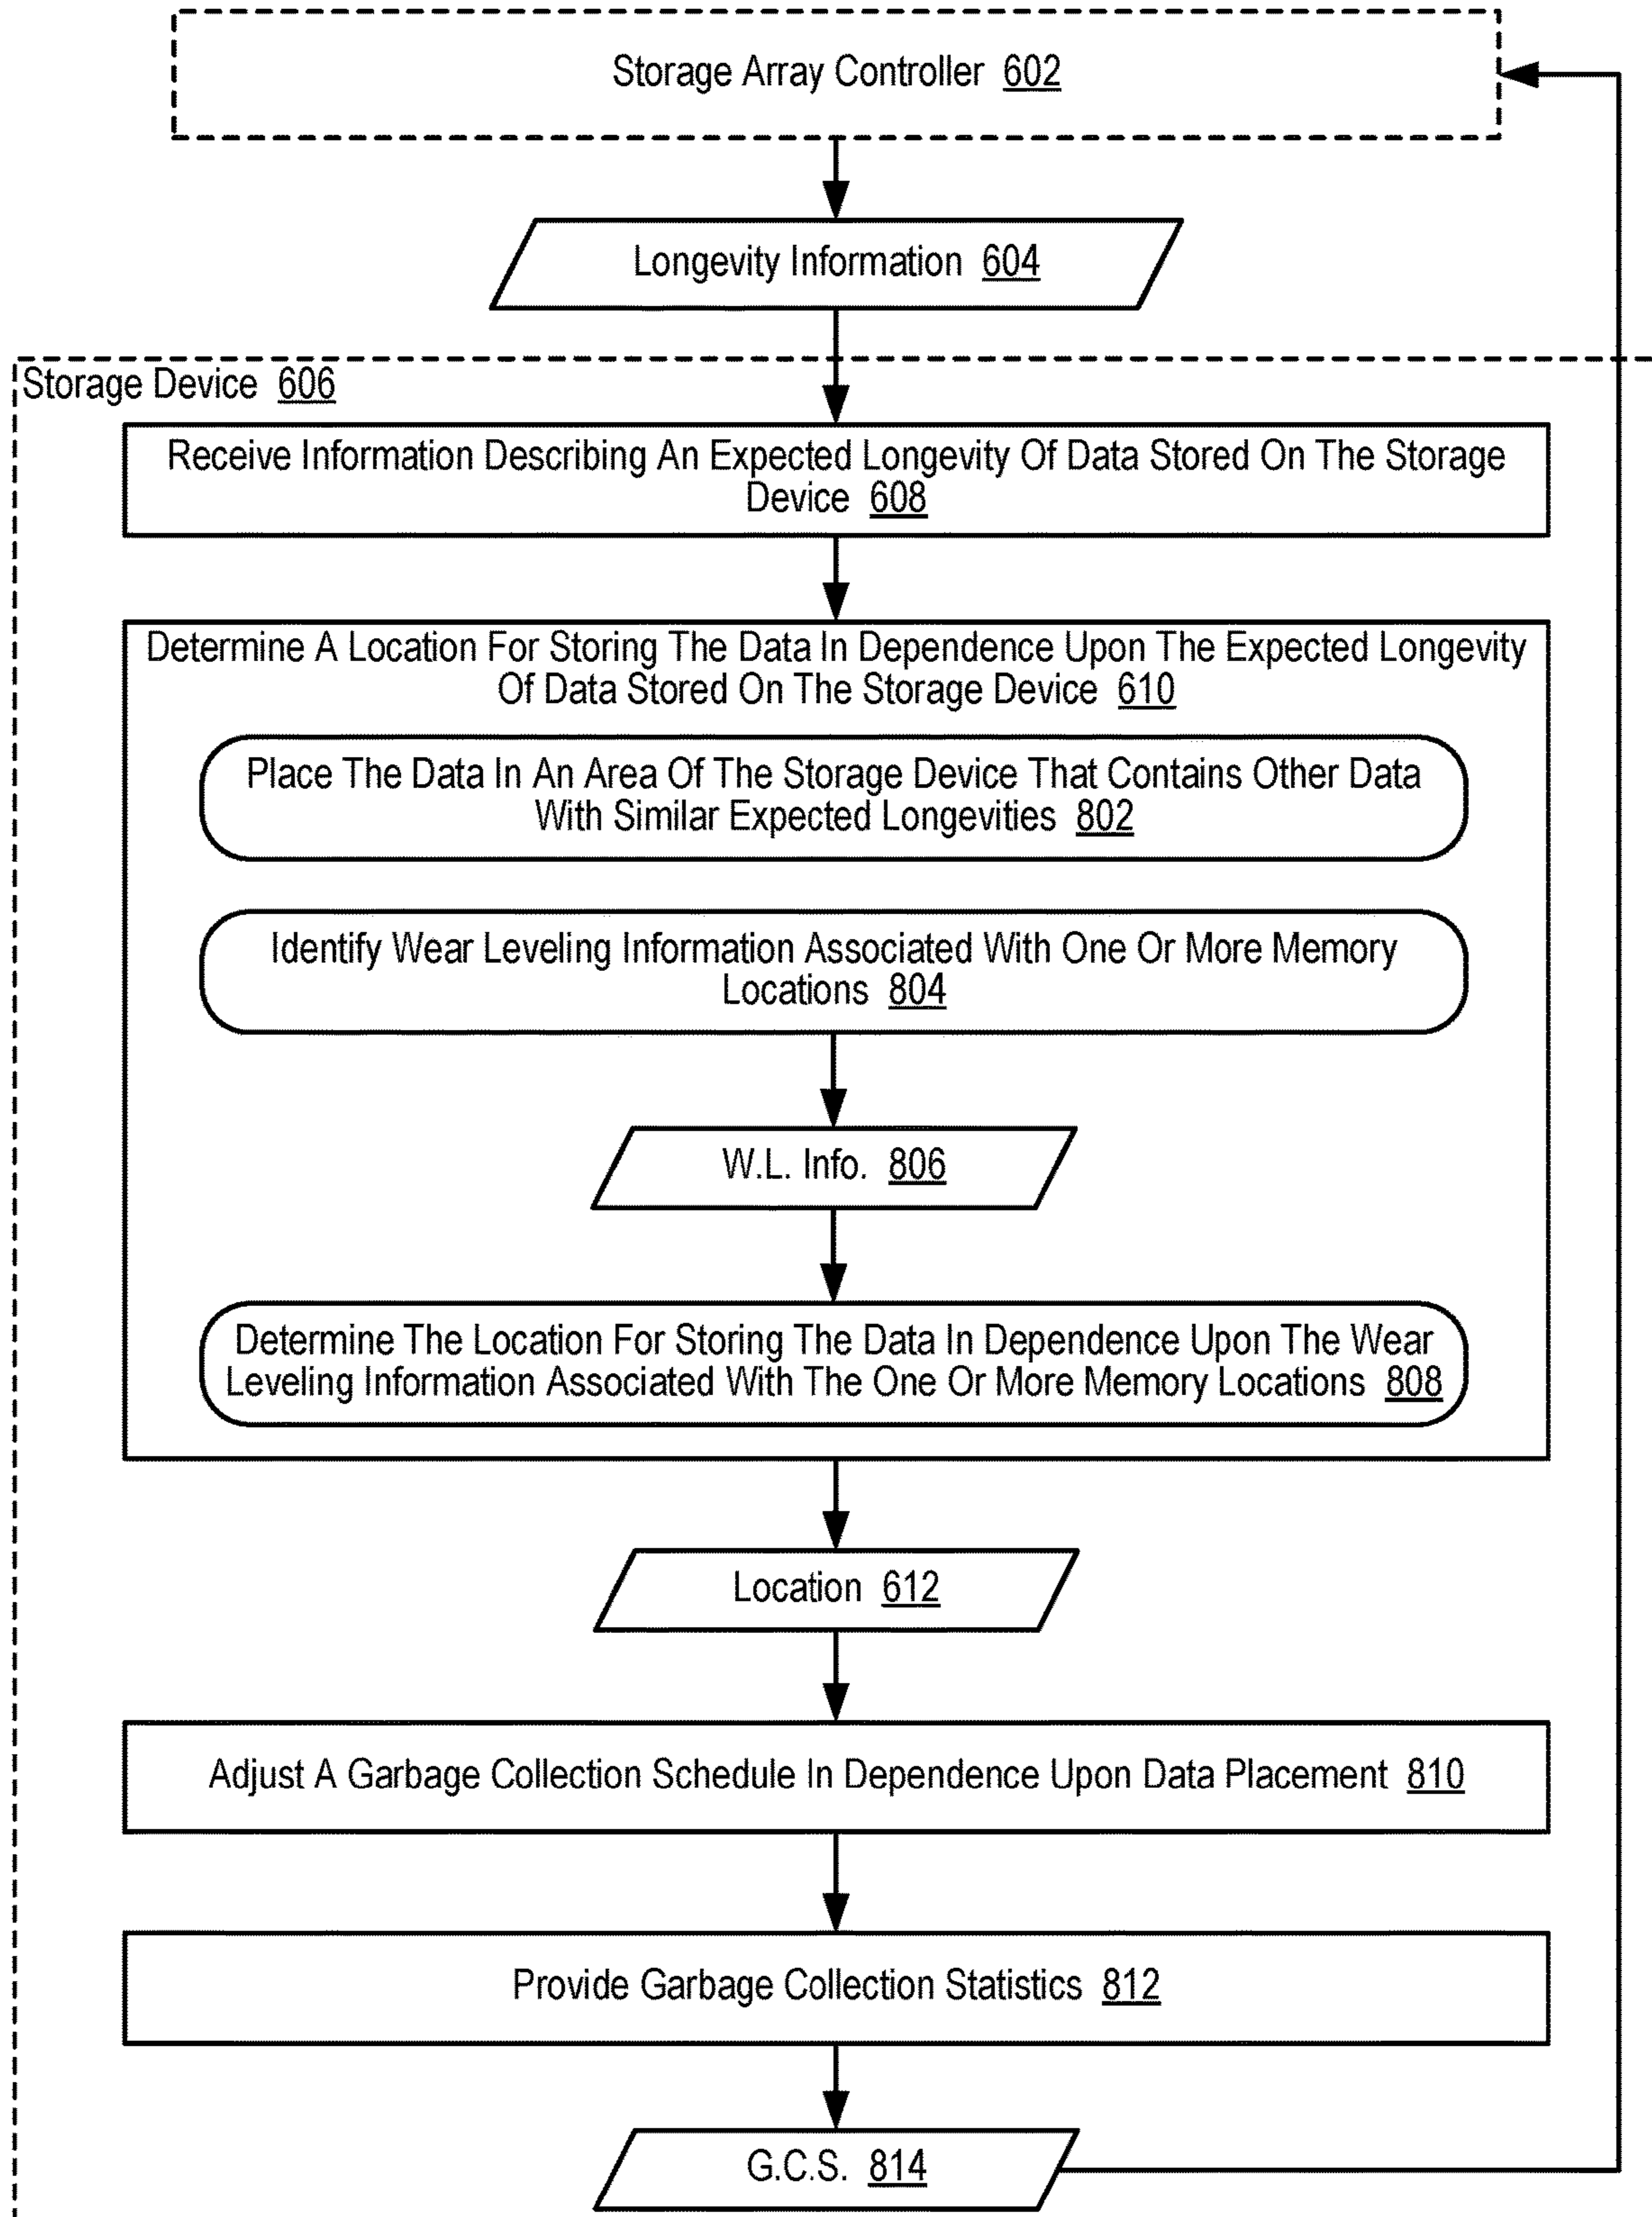 Storage Array Controller 602
Longevity Information 604
Storage Device 606
Receive Information Describing An Expected Longevity Of Data Stored On The Storage
Device 608
Determine A Location For Storing The Data In Dependence Upon The Expected Longevity
Of Data Stored On The Storage Device 610
Place The Data In An Area Of The Storage Device That Contains Other Data
With Similar Expected Longevities 802
Identify Wear Leveling Information Associated With One Or More Memory
Locations 804
W.L. Info. 806
Determine The Location For Storing The Data In Dependence Upon The Wear
Leveling Information Associated With The One Or More Memory Locations 808
Location 612
Adjust A Garbage Collection Schedule In Dependence Upon Data Placement 810
Provide Garbage Collection Statistics 812
G.C.S. 814